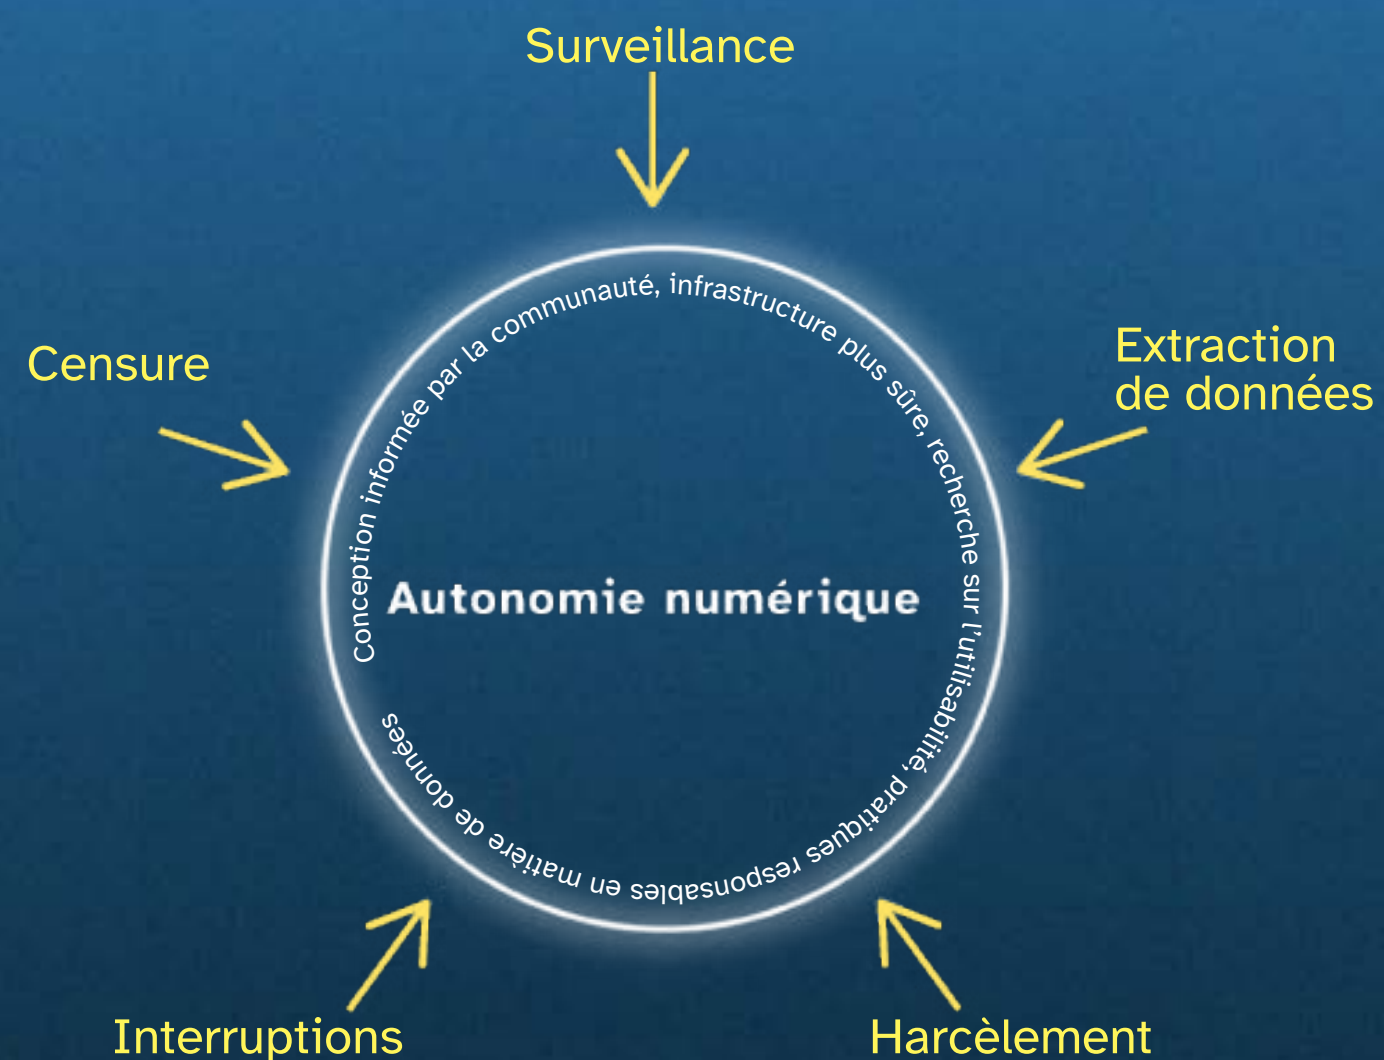 Surveillance
Censure
Extraction
de données
Conception informée par la communauté, infrastructure plus sûre, recherche sur l'utilisabilité, pratiques responsables en matière de données
Autonomie numérique
Interruptions
Harcèlement